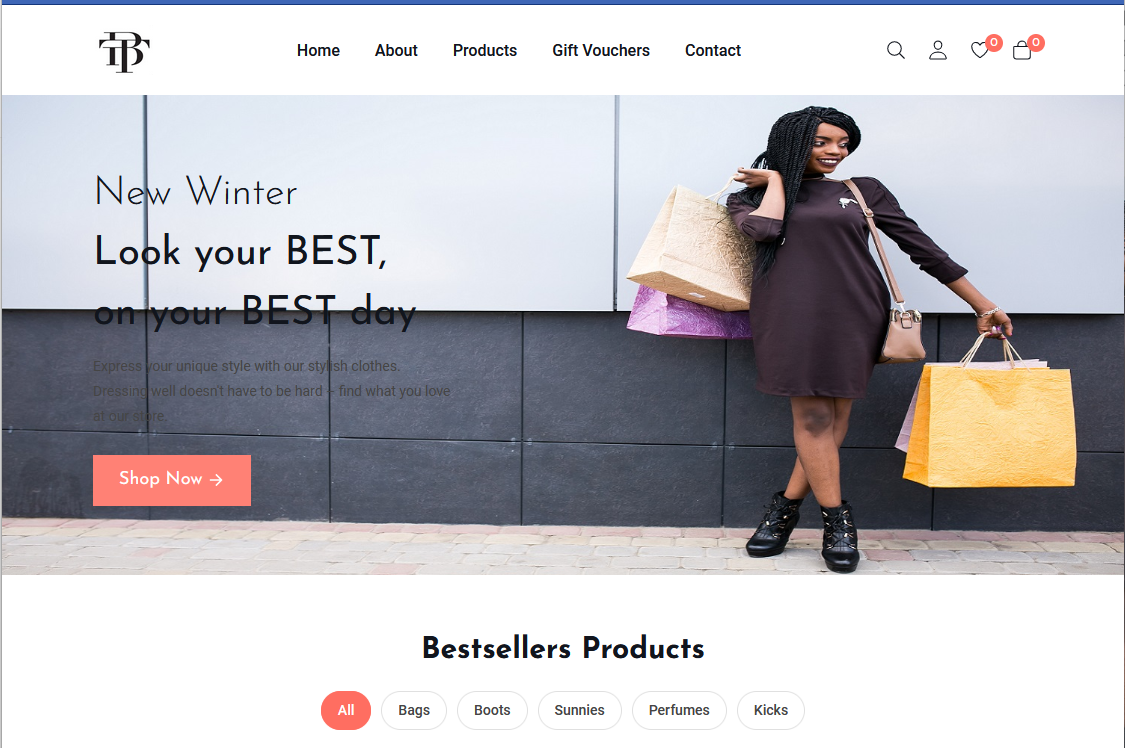 TB
Home About Products Gift Vouchers Contact
0 0
New Winter
Look your BEST,
on your BEST day
Express your unique style with our stylish clothes.
Dressing well doesn't have to be hard – find what you love
at our store.
Shop Now →
Bestsellers Products
All Bags Boots Sunnies Perfumes Kicks